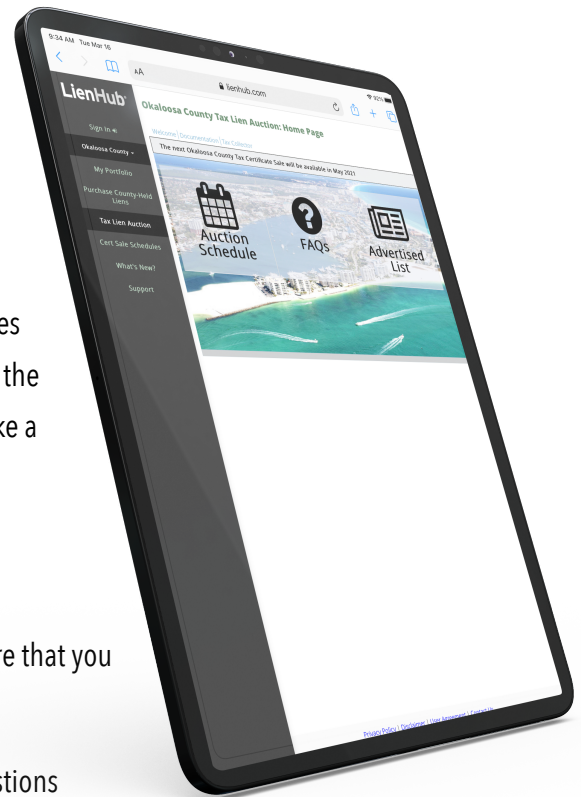 9:34 AM Tue Mar 16
92%
AA
lienhub.com
LienHub
Okaloosa County Tax Lien Auction: Home Page
Welcome | Documentation | Tax Collector
The next Okaloosa County Tax Certificate Sale will be available in May 2021
Sign In
Okaloosa County
My Portfolio
Purchase County-Held
Liens
Tax Lien Auction
Cert Sale Schedules
What's New?
Support
Auction
Schedule
FAQs
Advertised
List
es
the
ke a
re that you
stions
Privacy Policy | Disclaimer | User Agreement | Contact Us